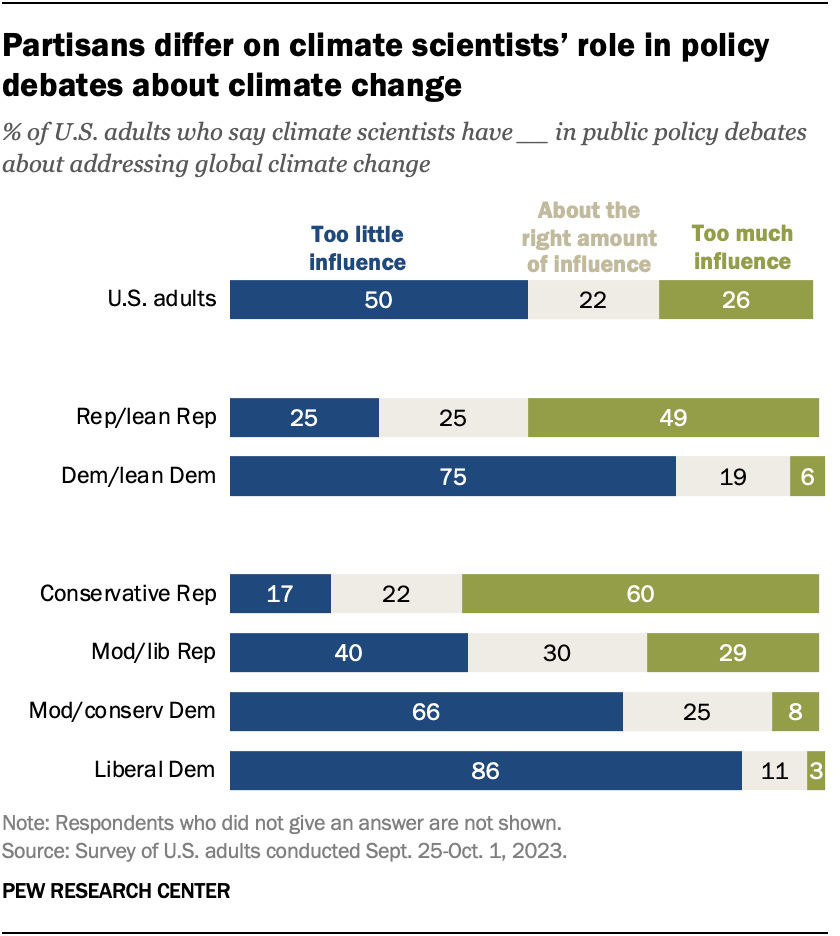 Partisans differ on climate scientists’ role in policy
debates about climate change
% of U.S. adults who say climate scientists have __ in public policy debates
about addressing global climate change
Too little
influence
About the
right amount
of influence
Too much
influence
U.S. adults 50 22 26
Rep/lean Rep 25 25 49
Dem/lean Dem 75 19 6
Conservative Rep 17 22 60
Mod/lib Rep 40 30 29
Mod/conserv Dem 66 25 8
Liberal Dem 86 11 3
Note: Respondents who did not give an answer are not shown.
Source: Survey of U.S. adults conducted Sept. 25-Oct. 1, 2023.
PEW RESEARCH CENTER